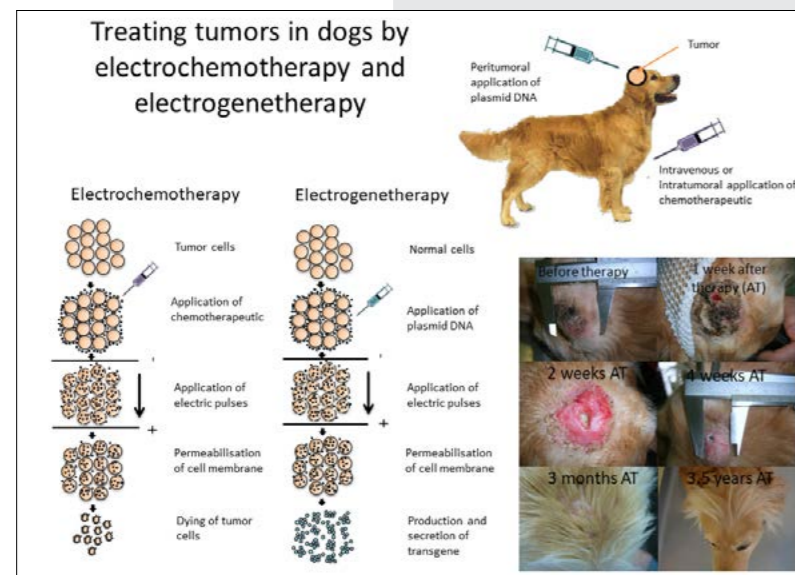 Treating tumors in dogs by
electrochemotherapy and
electrogenetherapy
Peritumoral
application of
plasmid DNA
Tumor
Intravenous or
Intratumoral application of
chemotherapeutic
Electrochemotherapy
Tumor cells
Application of
chemotherapeutic
-
Application of
electric pulses
+
Permeabilisation
of cell membrane
Dying of tumor
cells
Electrogenetherapy
Normal cells
Application of
plasmid DNA
-
Application of
electric pulses
+
Permeabilisation
of cell membrane
Production and
secretion of
transgene
Before therapy
1 week after
therapy (AT)
2 weeks AT
4 weeks AT
3 months AT
3,5 years AT